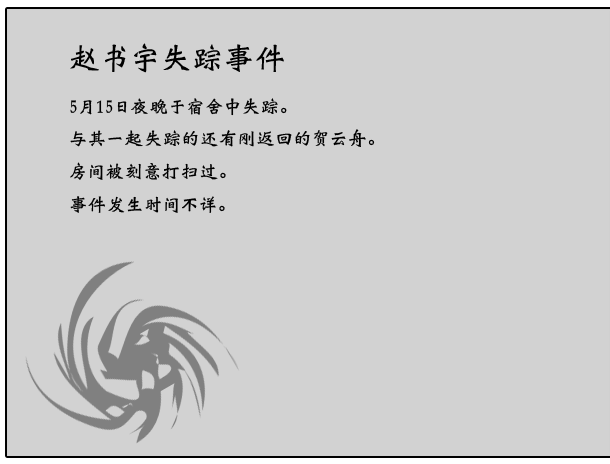 赵书宇失踪事件
5月15日夜晚于宿舍中失踪。
与其一起失踪的还有刚返回的贺云舟。
房间被刻意打扫过。
事件发生时间不详。